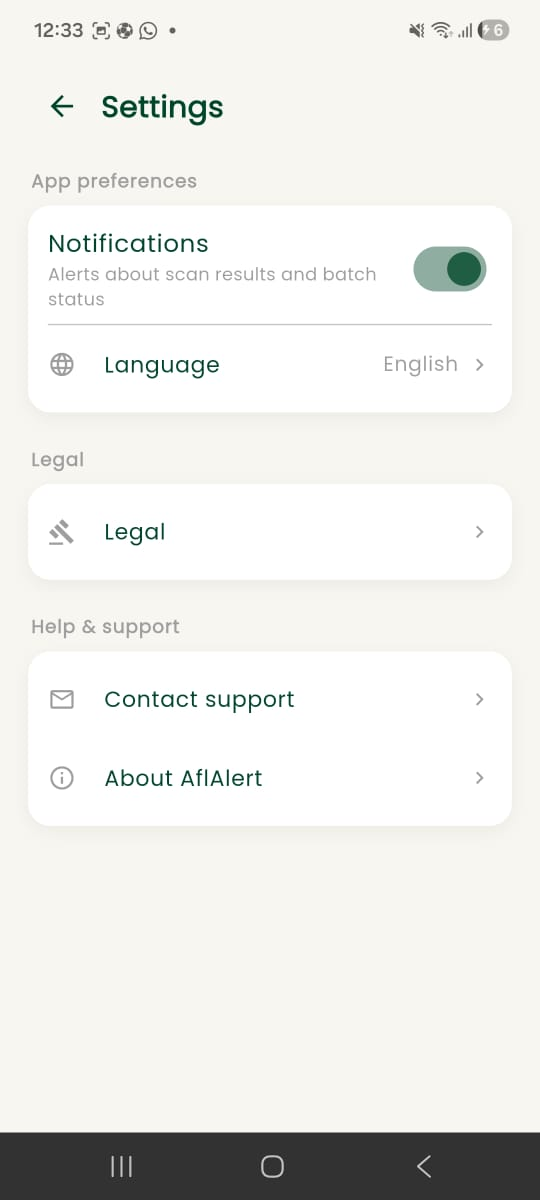 12:33
6
Settings
App preferences
Notifications
Alerts about scan results and batch
status
Language
English
Legal
Legal
Help & support
Contact support
About AflAlert